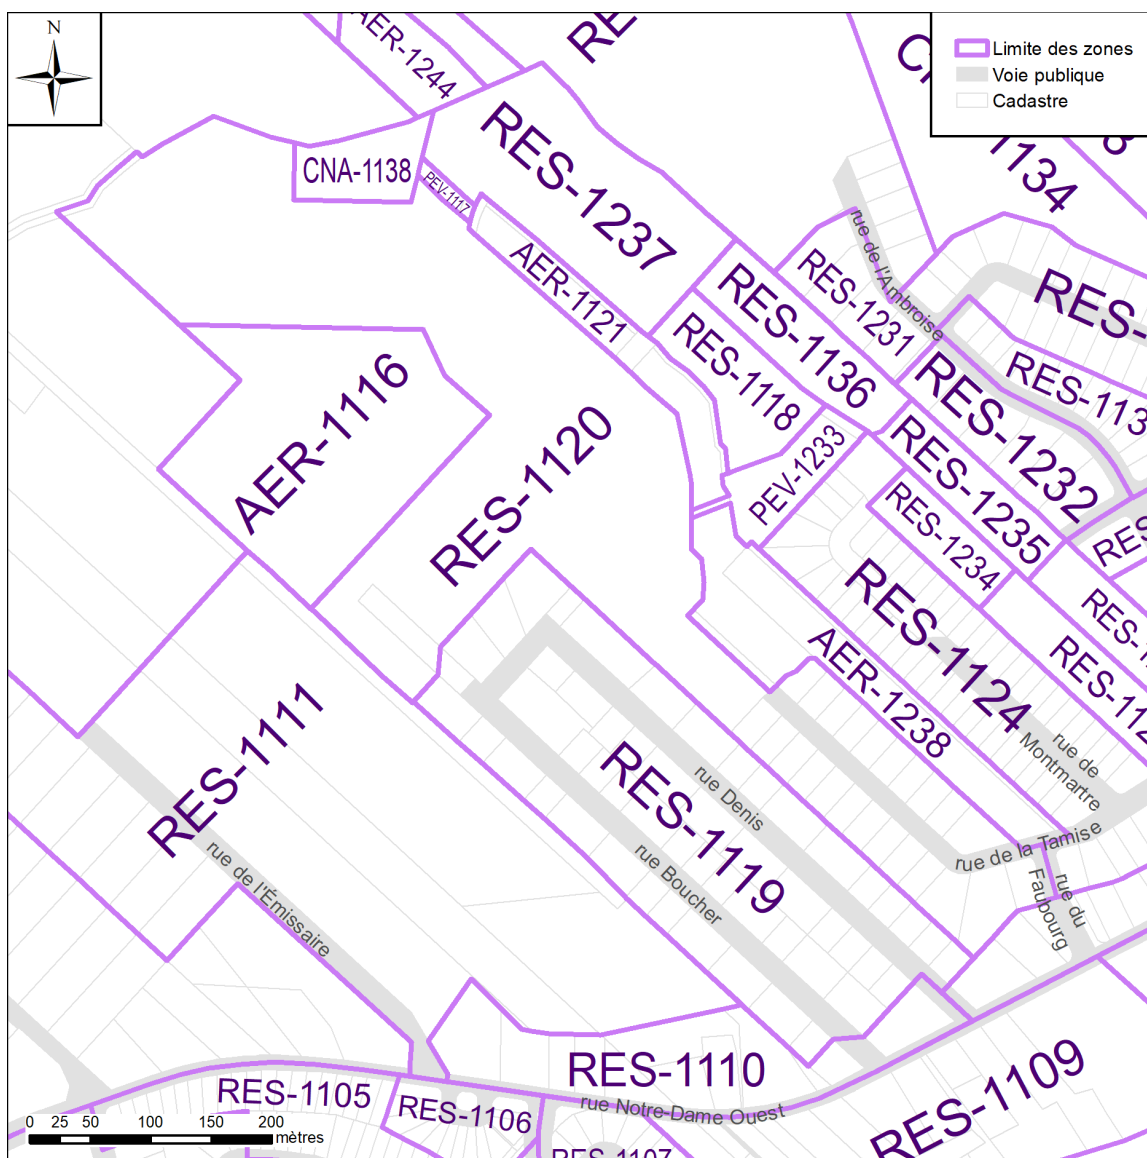 N
AER-1244
Limite des zones
Voie publique
Cadastre
1134
CNA-1138
PEV-1117
RES-1237
AER-1121
rue de l'Ambroise
RES-1231
RES-1136
RES-1118
RES-1232
AER-1116
RES-1120
PEV-1233
RES-1235
RES-1234
RES-1124
AER-1238
RES-1111
RES-1119
rue Denis
rue Boucher
rue de
Montmartre
rue de la Tamise
rue du
Faubourg
rue de l'Émissaire
RES-1110
RES-1109
RES-1105
RES-1106
rue Notre-Dame Ouest
RES-1107
0 25 50 100 150 200
mètres